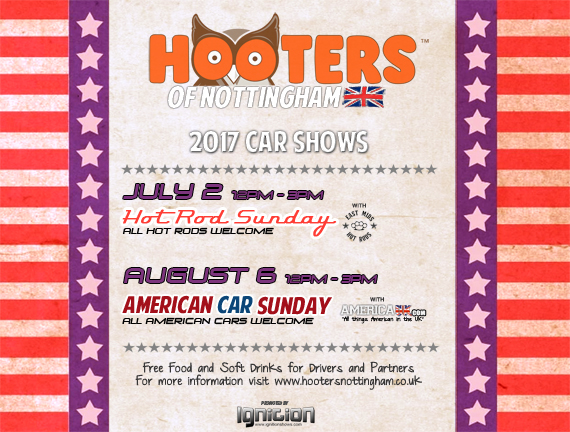 HOOTERS™
OF NOTTINGHAM
2017 CAR SHOWS
JULY 2 12PM - 3PM
Hot Rod Sunday
ALL HOT RODS WELCOME
WITH
EAST MIDS
HOT RODS
AUGUST 6 12PM - 3PM
AMERICAN CAR SUNDAY
ALL AMERICAN CARS WELCOME
WITH
AMERICA .com
"All things American in the UK"
Free Food and Soft Drinks for Drivers and Partners
For more information visit www.hootersnottingham.co.uk
PROMOTED BY
Ignition
www.ignitionshows.com